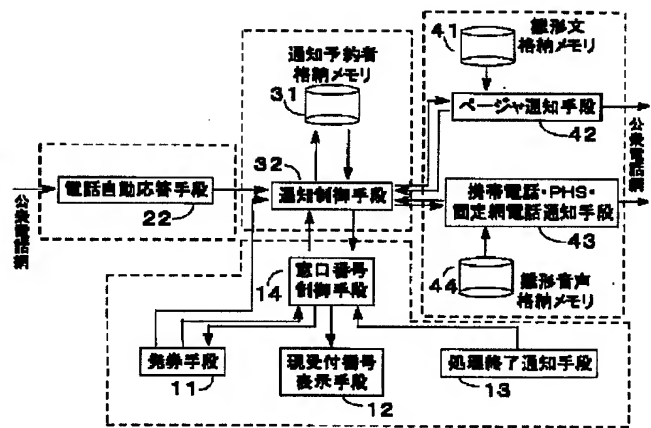 通知予約者
格納メモリ
31
雛形文
格納メモリ
41
ページャ通知手段
42
公衆電話網
電話自動応答手段
22
公衆電話網
32
通知制御手段
携帯電話・PHS・
固定網電話通知手段
43
窓口番号
制御手段
14
44
雛形音声
格納メモリ
発券手段
11
現受付番号
表示手段
12
処理終了通知手段
13